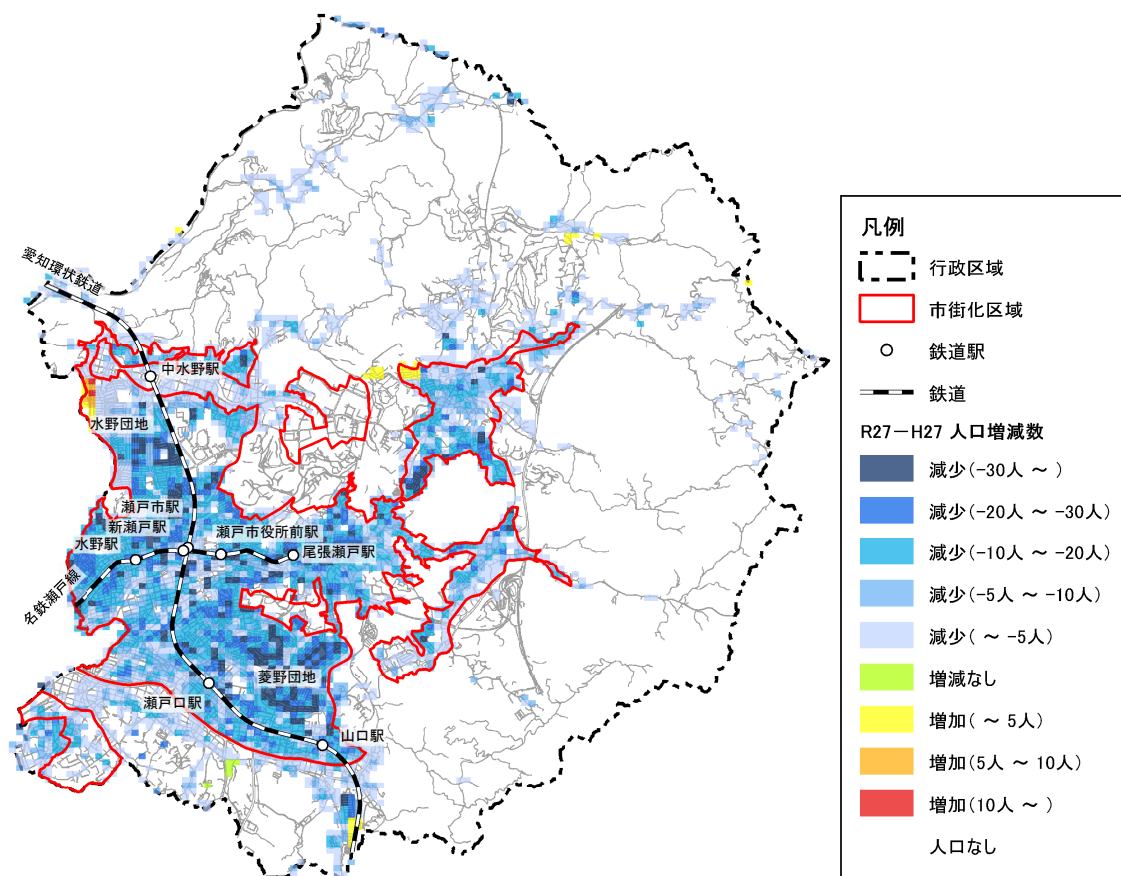 愛知環状鉄道
中水野駅
水野団地
瀬戸市駅
新瀬戸駅
瀬戸市役所前駅
水野駅
尾張瀬戸駅
名鉄瀬戸線
菱野団地
瀬戸口駅
山口駅
凡例
行政区域
市街化区域
鉄道駅
鉄道
R27－H27 人口増減数
減少(-30人 ～ )
減少(-20人 ～ -30人)
減少(-10人 ～ -20人)
減少(-5人 ～ -10人)
減少( ～ -5人)
増減なし
増加( ～ 5人)
増加(5人 ～ 10人)
増加(10人 ～ )
人口なし